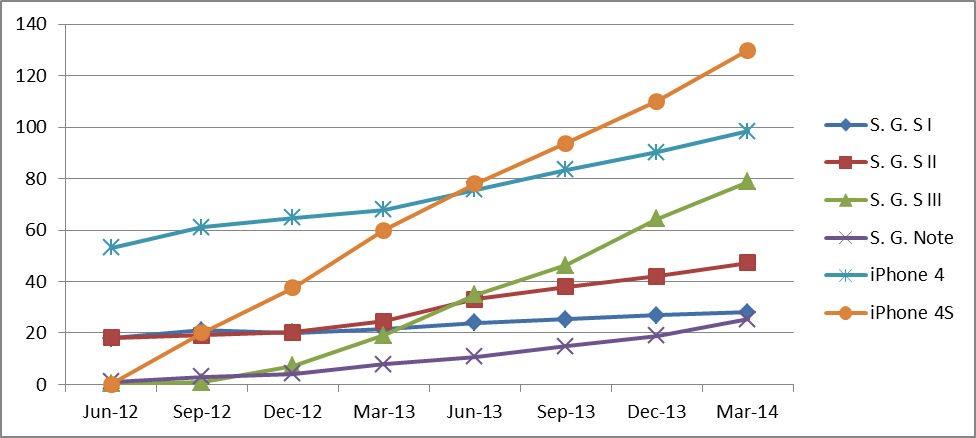 140
120
100
80
60
40
20
0
Jun-12 Sep-12 Dec-12 Mar-13 Jun-13 Sep-13 Dec-13 Mar-14
S. G. S I
S. G. S II
S. G. S III
S. G. Note
iPhone 4
iPhone 4S